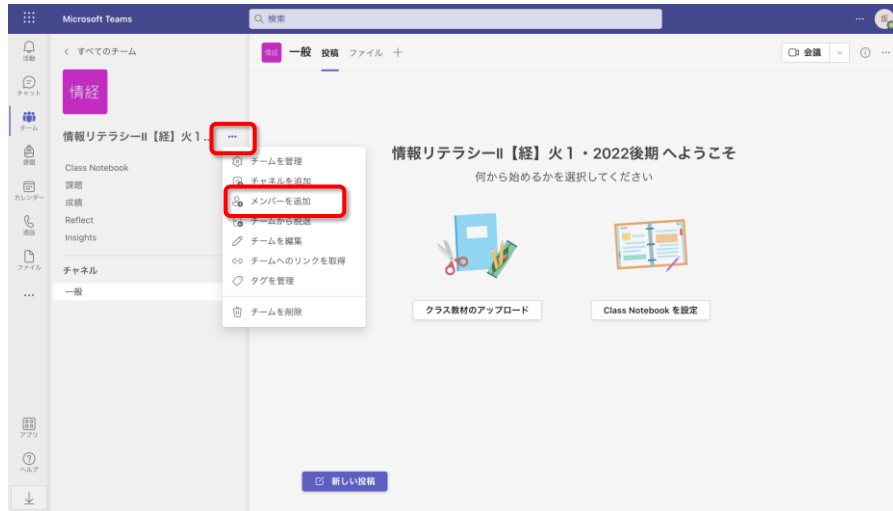 Microsoft Teams
検索
活動
チャット
チーム
課題
カレンダー
通話
ファイル
アプリ
ヘルプ
すべてのチーム
情経
情報リテラシーII【経】火1...
Class Notebook
課題
成績
Reflect
Insights
チャネル
一般
チームを管理
チャネルを追加
メンバーを追加
チームから脱退
チームを編集
チームへのリンクを取得
タグを管理
チームを削除
情経 一般 投稿 ファイル
会議
情報リテラシーII【経】火1・2022後期 へようこそ
何から始めるかを選択してください
クラス教材のアップロード
Class Notebook を設定
新しい投稿